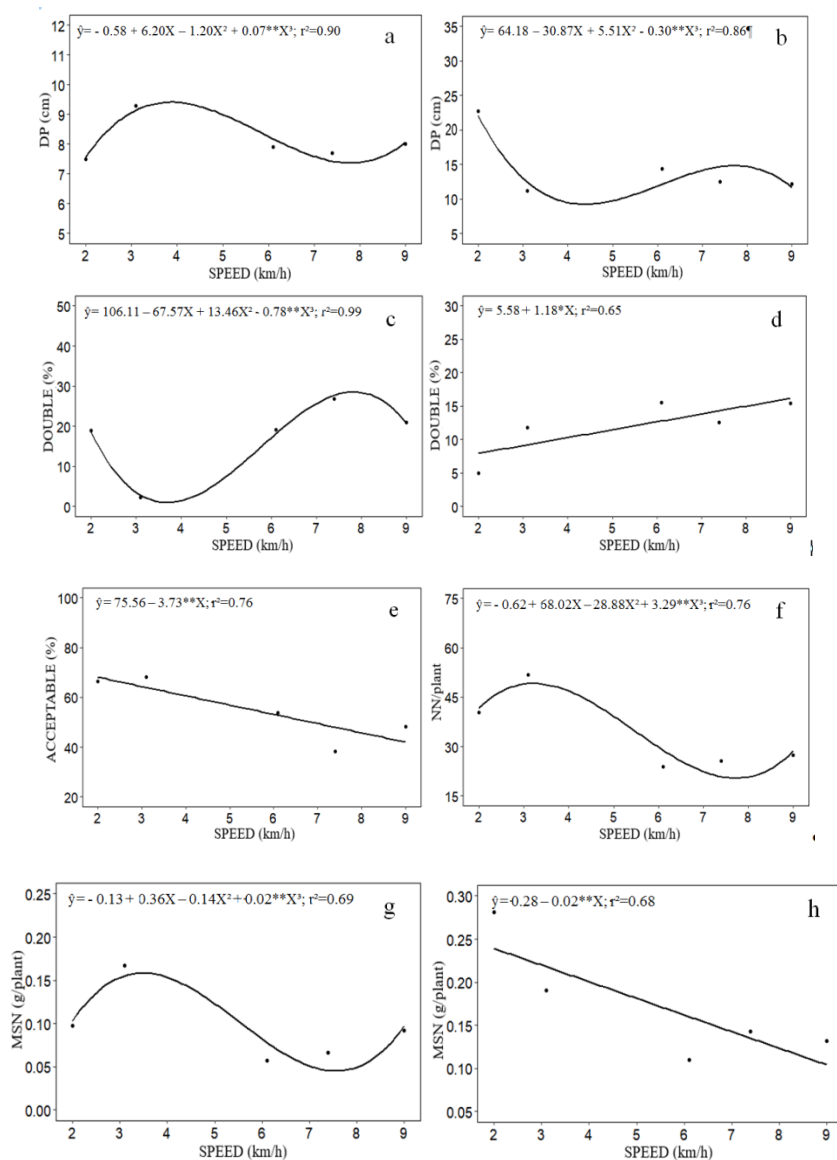 ŷ= - 0.58 + 6.20X – 1.20X² + 0.07**X³; r²=0.90
a
12
11
10
9
8
7
6
5
DP (cm)
2 3 4 5 6 7 8 9
SPEED (km/h)
ŷ= 64.18 – 30.87X + 5.51X² - 0.30**X³; r²=0.86¶
b
35
30
25
20
15
10
5
DP (cm)
2 3 4 5 6 7 8 9
SPEED (km/h)
ŷ= 106.11 – 67.57X + 13.46X² - 0.78**X³; r²=0.99
c
50
40
30
20
10
0
DOUBLE (%)
2 3 4 5 6 7 8 9
SPEED (km/h)
ŷ= 5.58 + 1.18*X; r²=0.65
d
30
25
20
15
10
5
0
DOUBLE (%)
2 3 4 5 6 7 8 9
SPEED (km/h)
ŷ= 75.56 – 3.73**X; r²=0.76
e
100
80
60
40
20
ACCEPTABLE (%)
2 3 4 5 6 7 8 9
SPEED (km/h)
ŷ= - 0.62 + 68.02X – 28.88X² + 3.29**X³; r²=0.76
f
75
60
45
30
15
NN/plant
2 3 4 5 6 7 8 9
SPEED (km/h)
ŷ= - 0.13 + 0.36X – 0.14X² + 0.02**X³; r²=0.69
g
0.25
0.20
0.15
0.10
0.05
0.00
MSN (g/plant)
2 3 4 5 6 7 8 9
SPEED (km/h)
ŷ= 0.28 – 0.02**X; r²=0.68
h
0.30
0.25
0.20
0.15
0.10
0.05
MSN (g/plant)
2 3 4 5 6 7 8 9
SPEED (km/h)